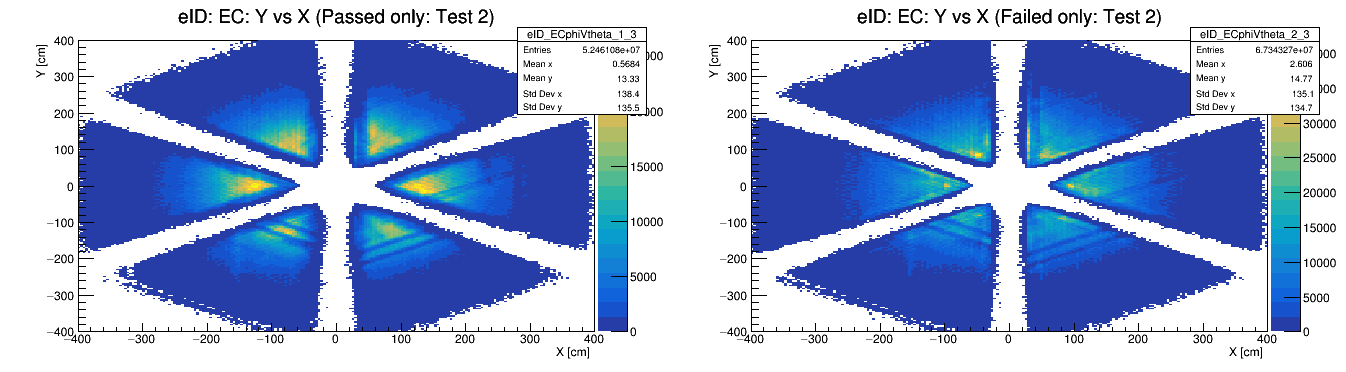 eID: EC: Y vs X (Passed only: Test 2)
eID_ECphiVtheta_1_3
Entries 5.246108e+07
Mean x 0.5684
Mean y 13.33
Std Dev x 138.4
Std Dev y 135.5
Y [cm]
400
300
200
100
0
−100
−200
−300
−400
−400 −300 −200 −100 0 100 200 300 400
X [cm]
15000
10000
5000
0
eID: EC: Y vs X (Failed only: Test 2)
eID_ECphiVtheta_2_3
Entries 6.734327e+07
Mean x 2.606
Mean y 14.77
Std Dev x 135.1
Std Dev y 134.7
Y [cm]
400
300
200
100
0
−100
−200
−300
−400
−400 −300 −200 −100 0 100 200 300 400
X [cm]
30000
25000
20000
15000
10000
5000
0